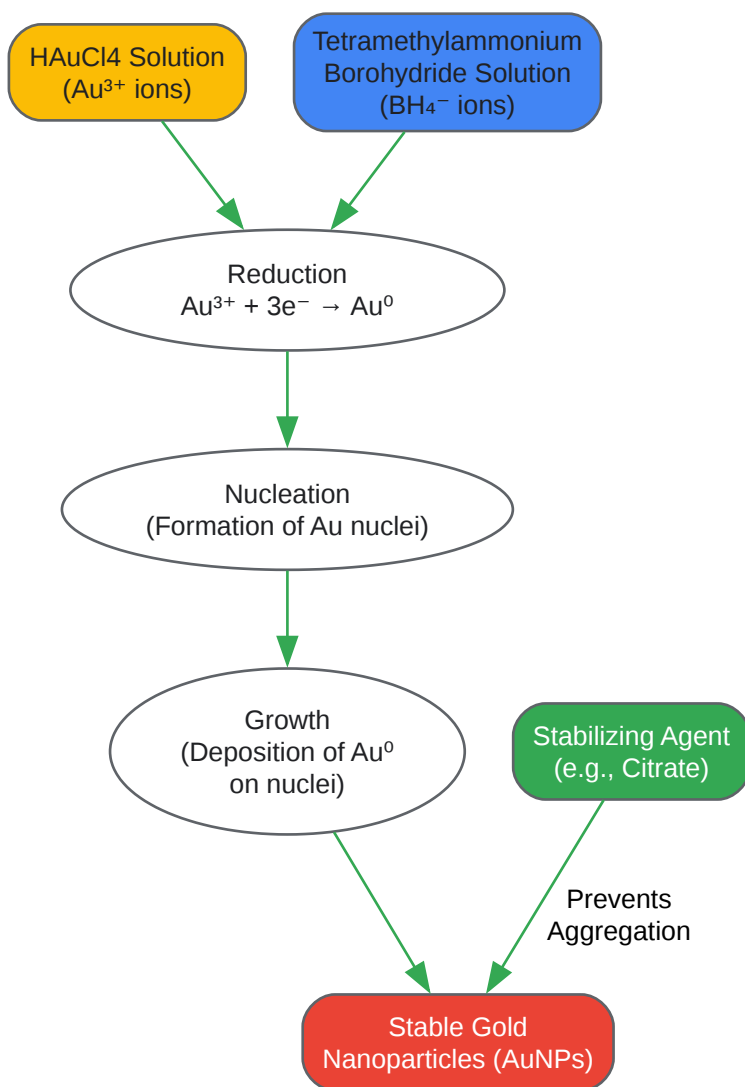 HAuCl4 Solution
(Au³⁺ ions)
Tetramethylammonium
Borohydride Solution
(BH₄⁻ ions)
Reduction
Au³⁺ + 3e⁻ → Au⁰
Nucleation
(Formation of Au nuclei)
Growth
(Deposition of Au⁰
on nuclei)
Stabilizing Agent
(e.g., Citrate)
Prevents
Aggregation
Stable Gold
Nanoparticles (AuNPs)